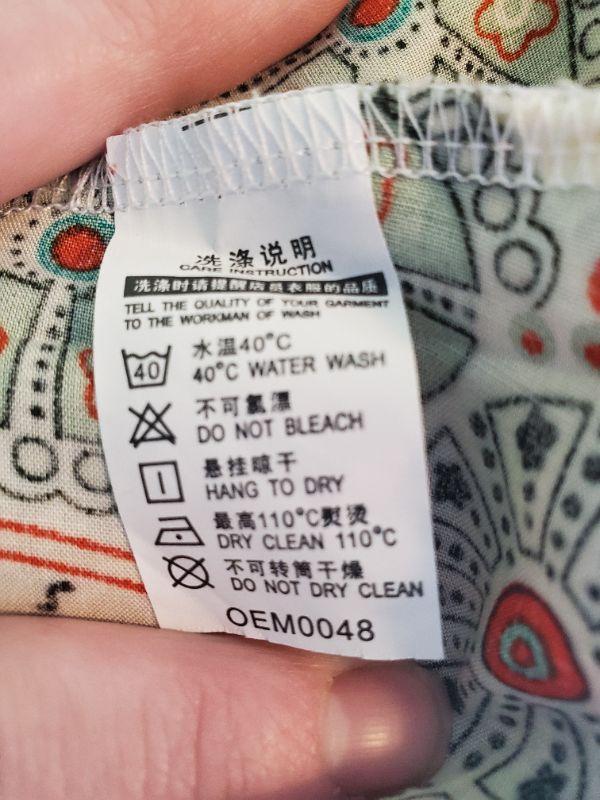 洗涤说明
CARE INSTRUCTION
洗涤时请提醒店员衣服的品质
TELL THE QUALITY OF YOUR GARMENT
TO THE WORKMAN OF WASH
40
水温40°C
40°C WATER WASH
不可氯漂
DO NOT BLEACH
悬挂晾干
HANG TO DRY
最高110°C熨烫
DRY CLEAN 110°C
不可转筒干燥
DO NOT DRY CLEAN
OEM0048